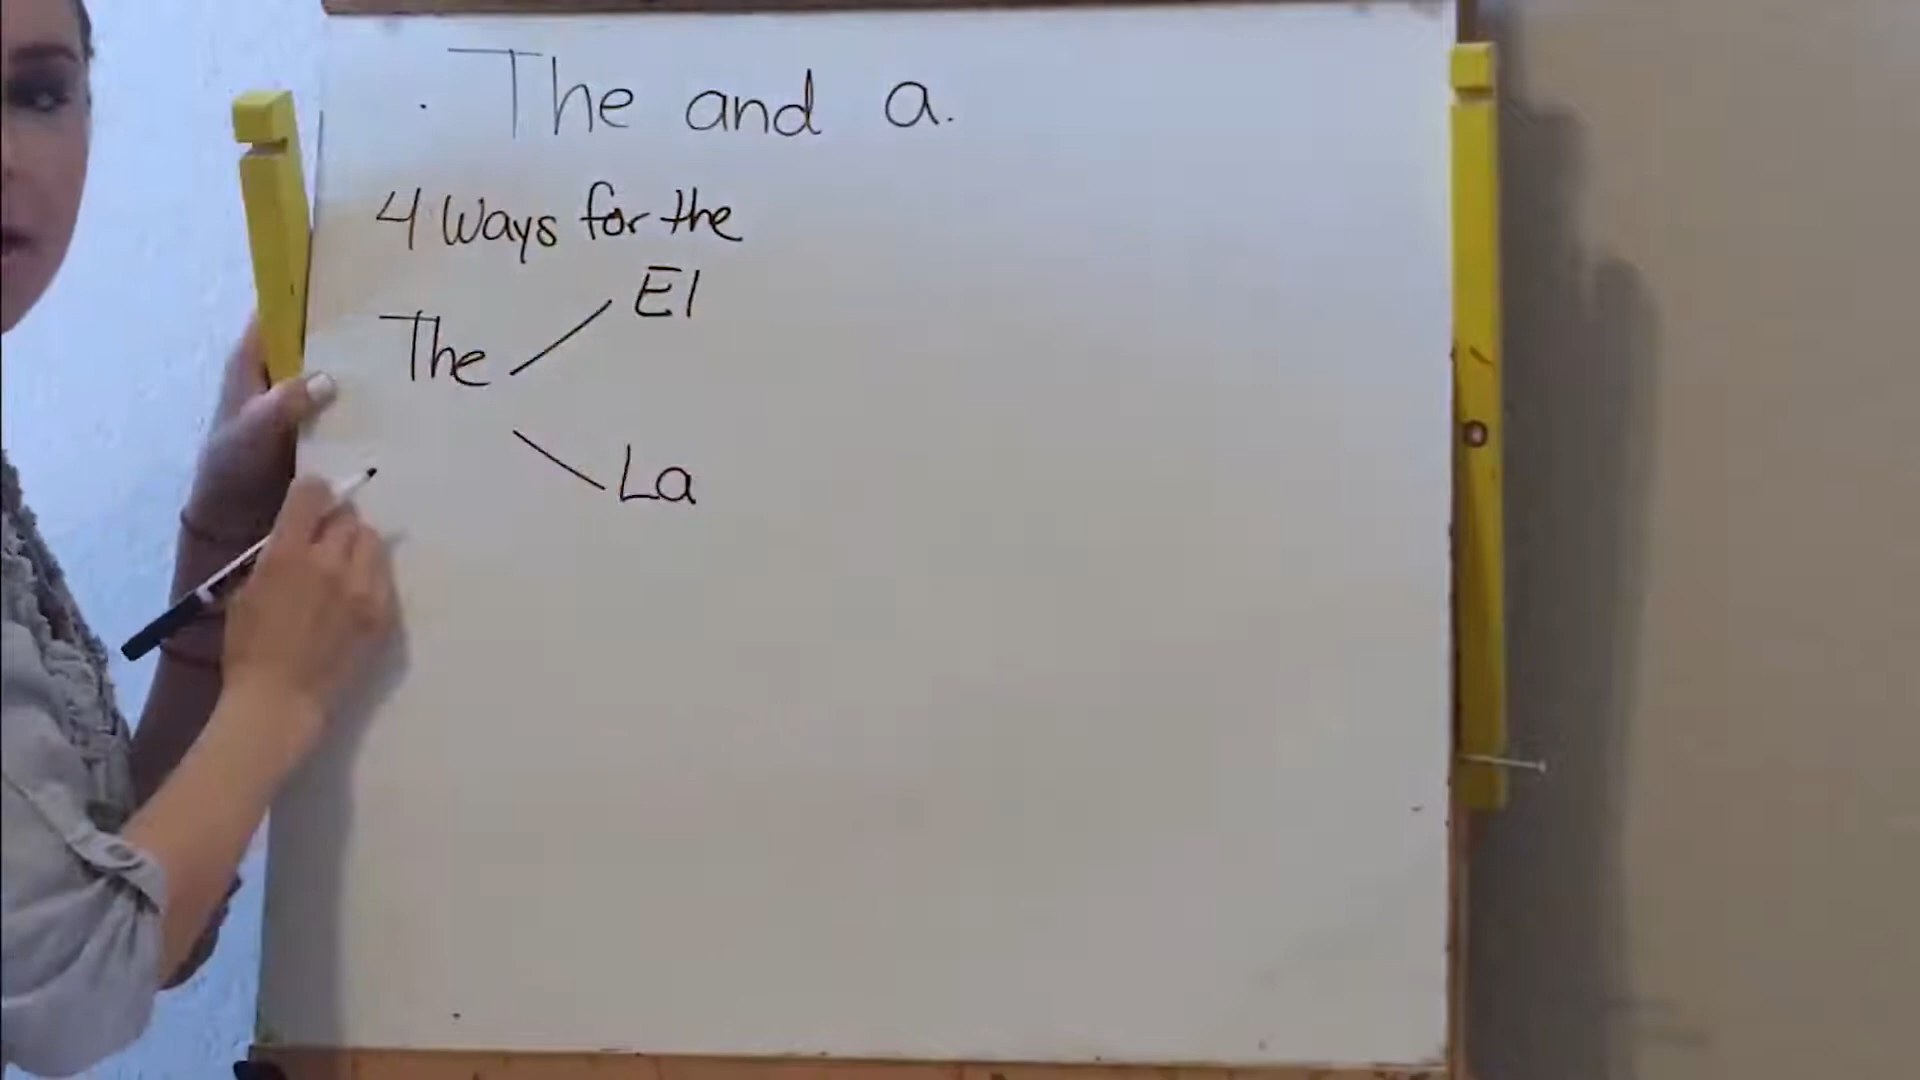 The and a.
4 Ways for the
El
The
La